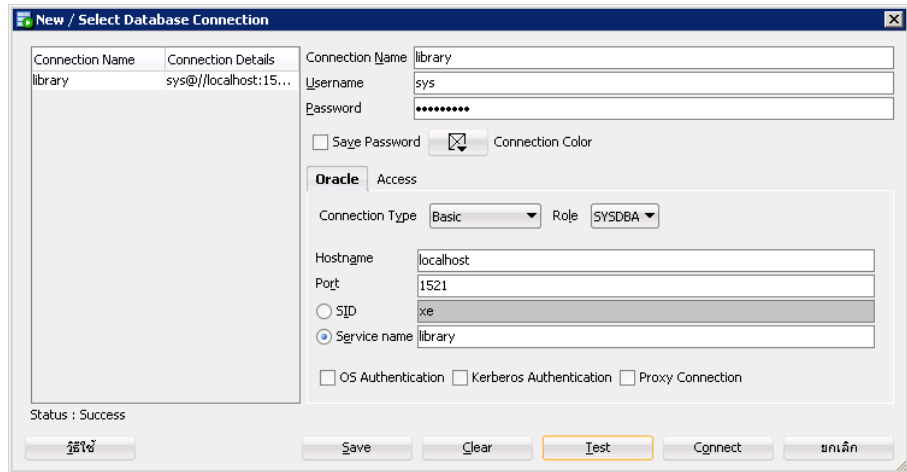 New / Select Database Connection
Connection Name Connection Details
library sys@//localhost:15...
Connection Name library
Username sys
Password •••••••••
Save Password Connection Color
Oracle Access
Connection Type Basic Role SYSDBA
Hostname localhost
Port 1521
SID xe
Service name library
OS Authentication Kerberos Authentication Proxy Connection
Status : Success
วิธีใช้ Save Clear Test Connect ยกเลิก